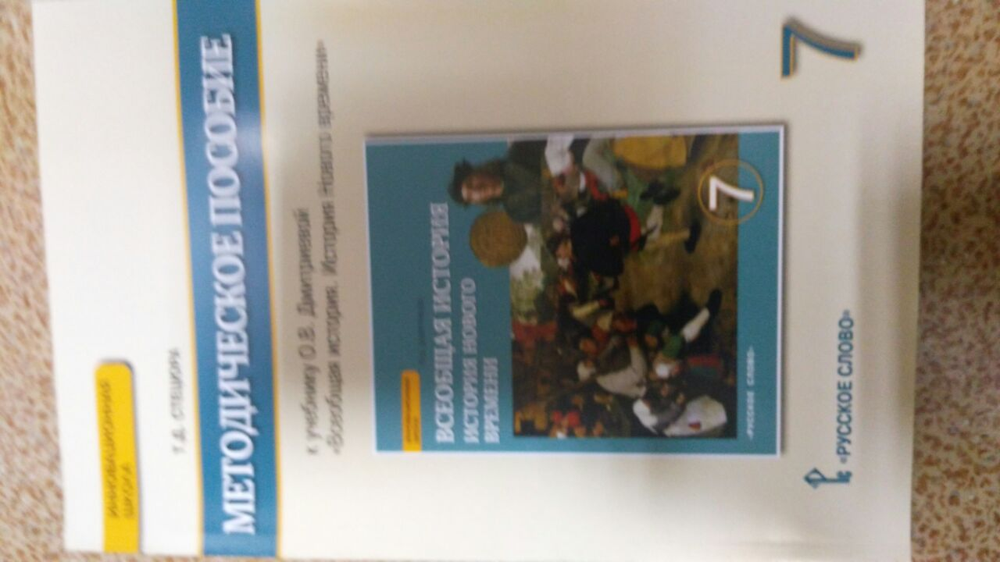 ИННОВАЦИОННАЯ
ШКОЛА
Т.Д. СТЕЦЮРА
МЕТОДИЧЕСКОЕ ПОСОБИЕ
к учебнику О.В. Дмитриевой
«Всеобщая история. История Нового времени»
ВСЕОБЩАЯ ИСТОРИЯ
ИСТОРИЯ НОВОГО
ВРЕМЕНИ
7
«РУССКОЕ СЛОВО»
«РУССКОЕ СЛОВО»
7